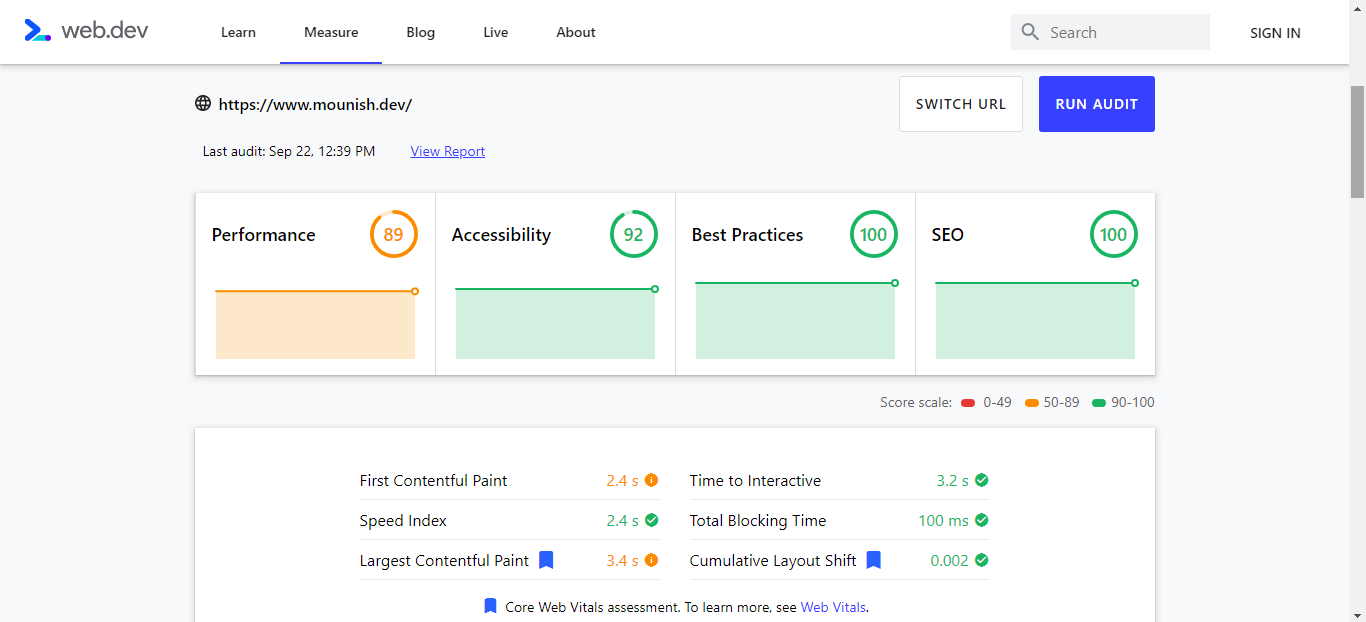 web.dev Learn Measure Blog Live About Search SIGN IN
https://www.mounish.dev/ SWITCH URL RUN AUDIT
Last audit: Sep 22, 12:39 PM View Report
Performance 89 Accessibility 92 Best Practices 100 SEO 100
Score scale: 0-49 50-89 90-100
First Contentful Paint 2.4 s Time to Interactive 3.2 s
Speed Index 2.4 s Total Blocking Time 100 ms
Largest Contentful Paint 3.4 s Cumulative Layout Shift 0.002
Core Web Vitals assessment. To learn more, see Web Vitals.